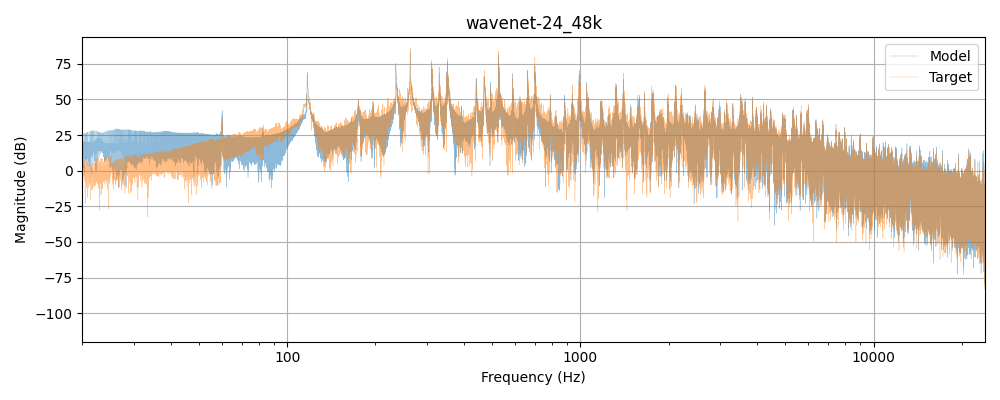 wavenet-24_48k
Model
Target
Magnitude (dB)
75
50
25
0
−25
−50
−75
−100
100
1000
10000
Frequency (Hz)